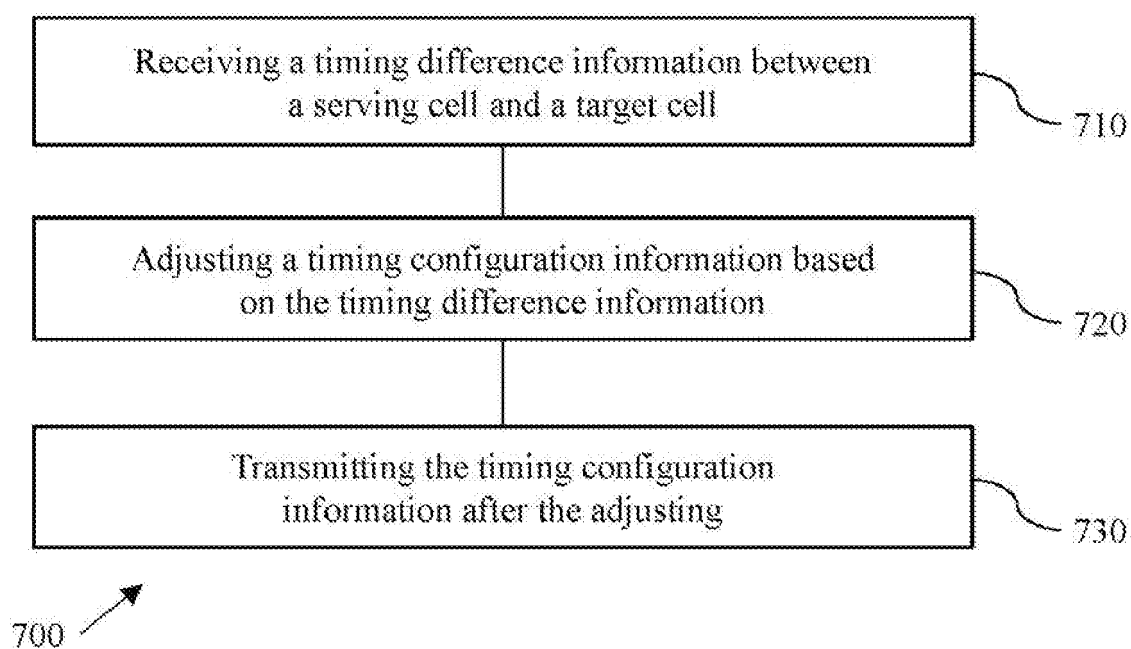 Receiving a timing difference information between
a serving cell and a target cell
710
Adjusting a timing configuration information based
on the timing difference information
720
Transmitting the timing configuration
information after the adjusting
730
700